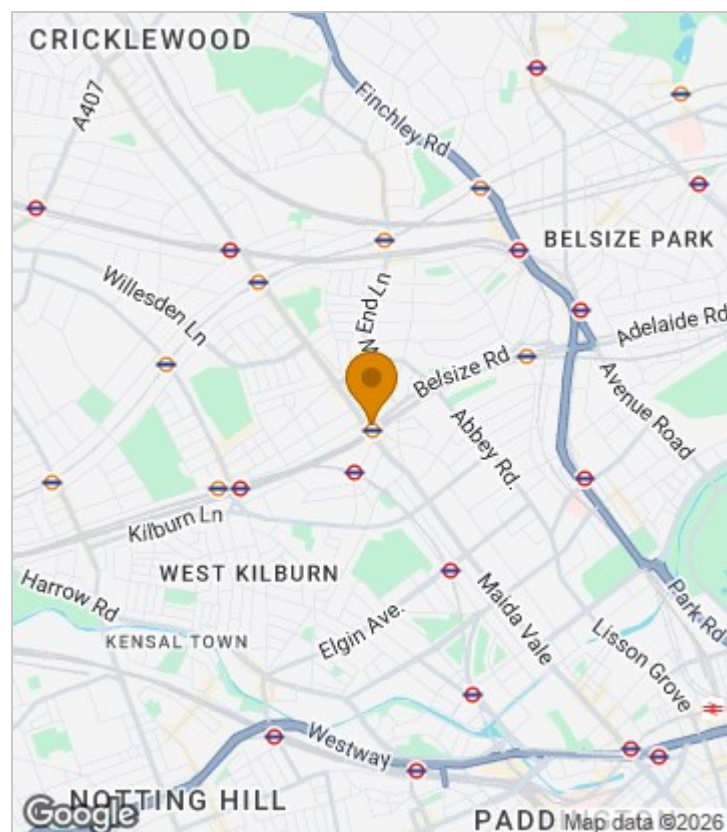 CRICKLEWOOD
A407
Finchley Rd
BELSIZE PARK
Willesden Ln
End Ln
Adelaide Rd
Belsize Rd
Avenue Road
Abbey Rd.
Kilburn Ln
WEST KILBURN
Harrow Rd
Maida Vale
Park Rd
KENSAL TOWN
Elgin Ave.
Lisson Grove
Westway
NOTTING HILL
PADD
Google
Map data ©2026